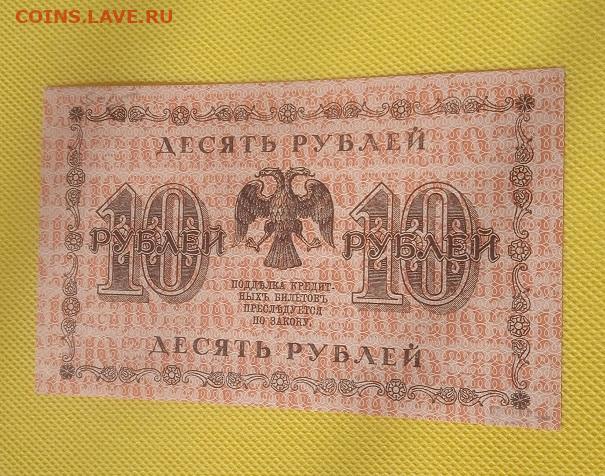 COINS.LAVE.RU
ДЕСЯТЬ РУБЛЕЙ
10 10
РУБЛЕЙ РУБЛЕЙ
ПОДДѢЛКА КРЕДИТ-
НЫХЪ БИЛЕТОВЪ
ПРЕСЛѢДУЕТСЯ
ПО ЗАКОНУ.
ДЕСЯТЬ РУБЛЕЙ